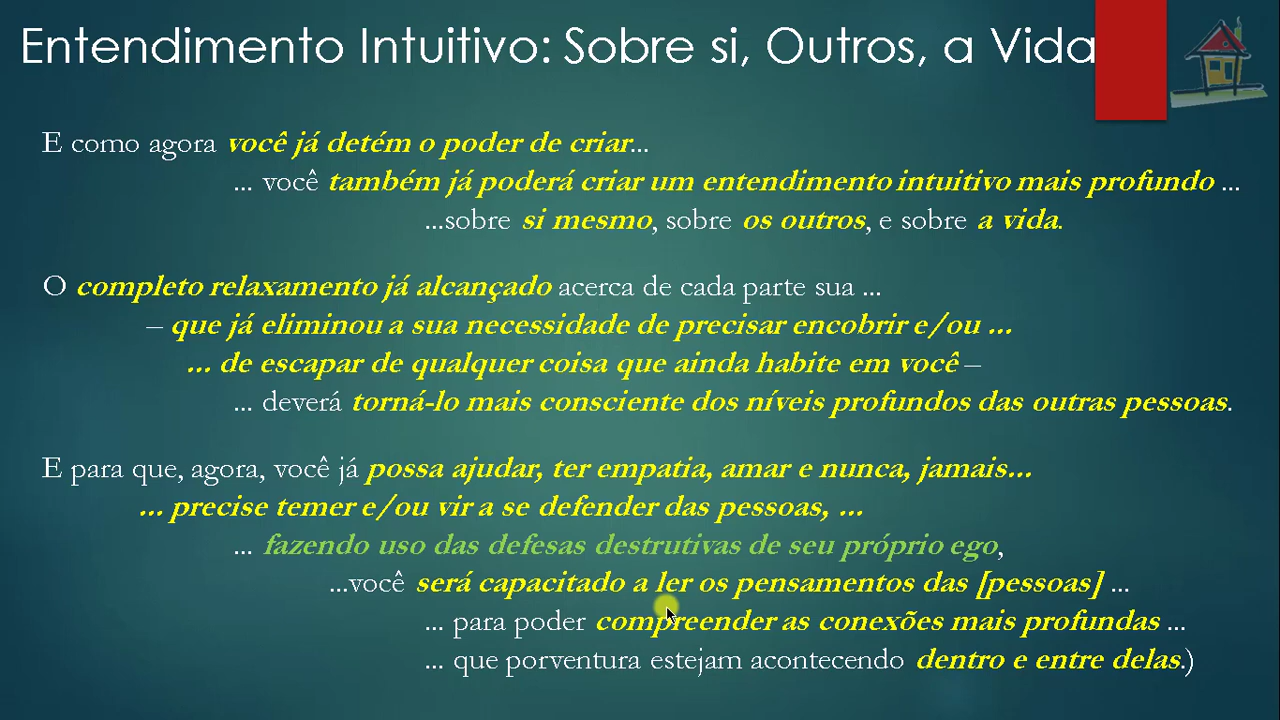 Entendimento Intuitivo: Sobre si, Outros, a Vida
E como agora você já detém o poder de criar...
... você também já poderá criar um entendimento intuitivo mais profundo ...
...sobre si mesmo, sobre os outros, e sobre a vida.
O completo relaxamento já alcançado acerca de cada parte sua ...
– que já eliminou a sua necessidade de precisar encobrir e/ou ...
... de escapar de qualquer coisa que ainda habite em você –
... deverá torná-lo mais consciente dos níveis profundos das outras pessoas.
E para que, agora, você já possa ajudar, ter empatia, amar e nunca, jamais...
... precise temer e/ou vir a se defender das pessoas, ...
... fazendo uso das defesas destrutivas de seu próprio ego,
...você será capacitado a ler os pensamentos das [pessoas] ...
... para poder compreender as conexões mais profundas ...
... que porventura estejam acontecendo dentro e entre delas.)